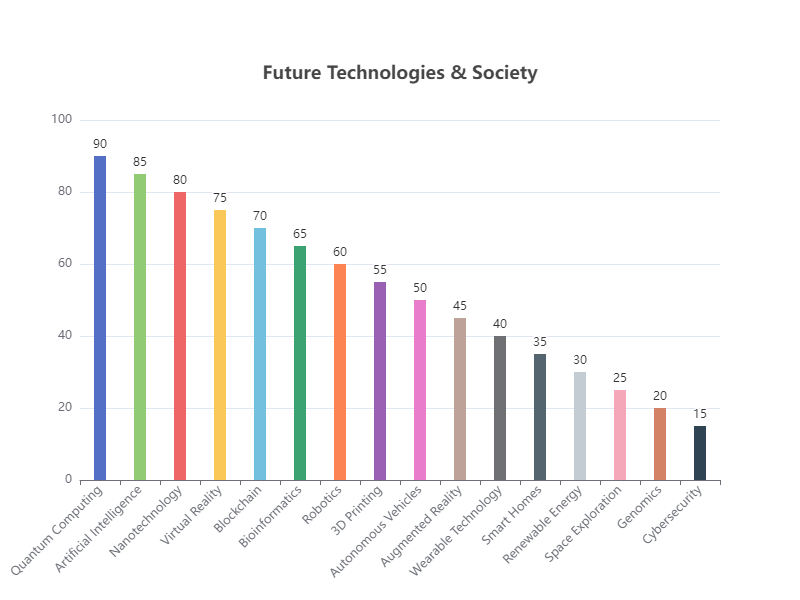 Future Technologies & Society
100
80
60
40
20
0
90
85
80
75
70
65
60
55
50
45
40
35
30
25
20
15
Quantum Computing
Artificial Intelligence
Nanotechnology
Virtual Reality
Blockchain
Bioinformatics
Robotics
3D Printing
Autonomous Vehicles
Augmented Reality
Wearable Technology
Smart Homes
Renewable Energy
Space Exploration
Genomics
Cybersecurity